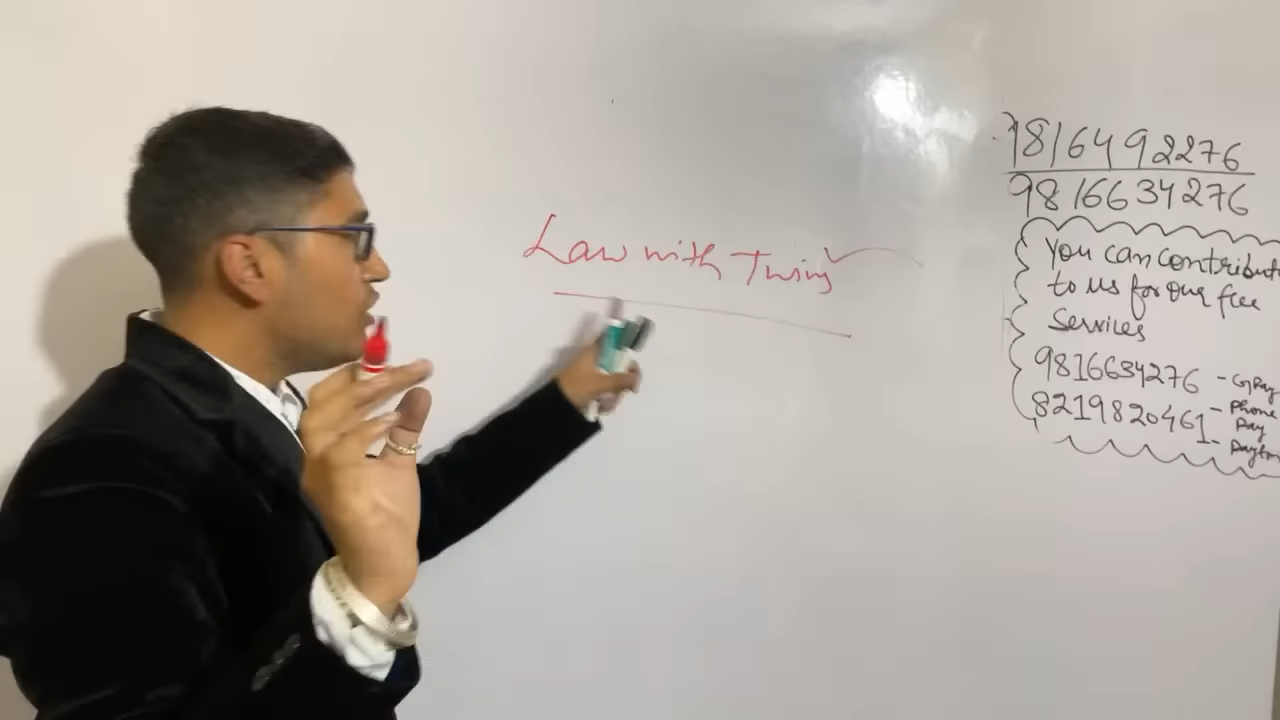 Law with Twins
9816492276
9816634276
You can contribute
to us for our free
Services
9816634276 - G Pay
8219820461 - Phone
Pay
- Paytm